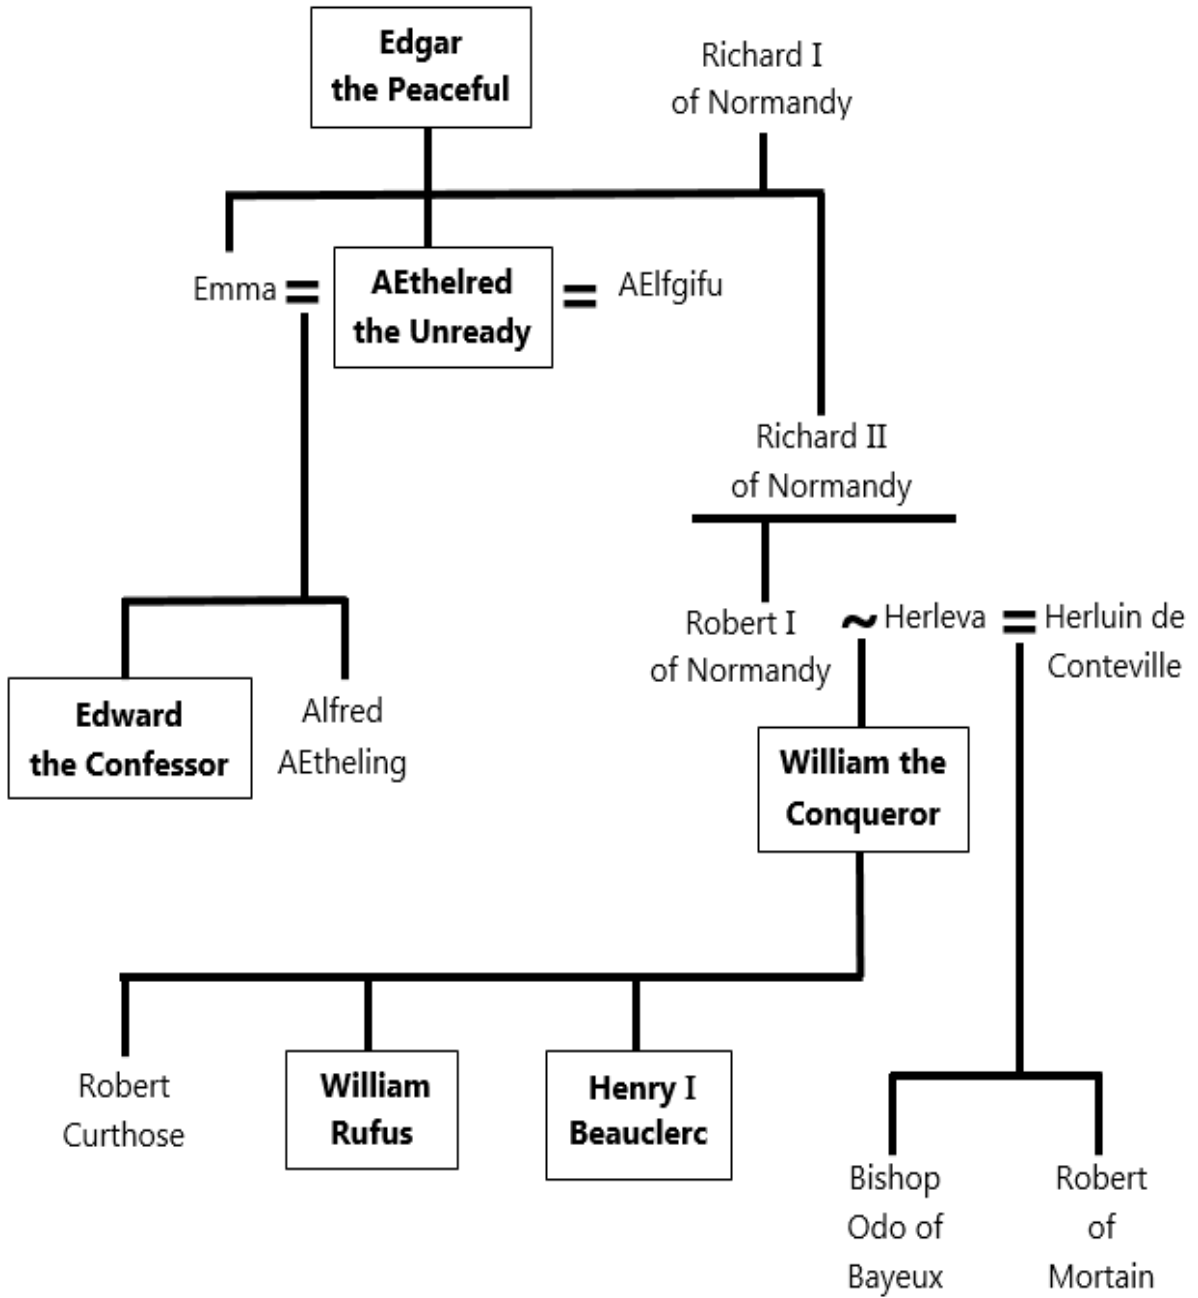 Edgar
the Peaceful
Richard I
of Normandy
Emma =
AEthelred
the Unready
= AElfgifu
Richard II
of Normandy
Robert I
of Normandy
~ Herleva = Herluin de
Conteville
Edward
the Confessor
Alfred
AEtheling
William the
Conqueror
Robert
Curthose
William
Rufus
Henry I
Beauclerc
Bishop
Odo of
Bayeux
Robert
of
Mortain